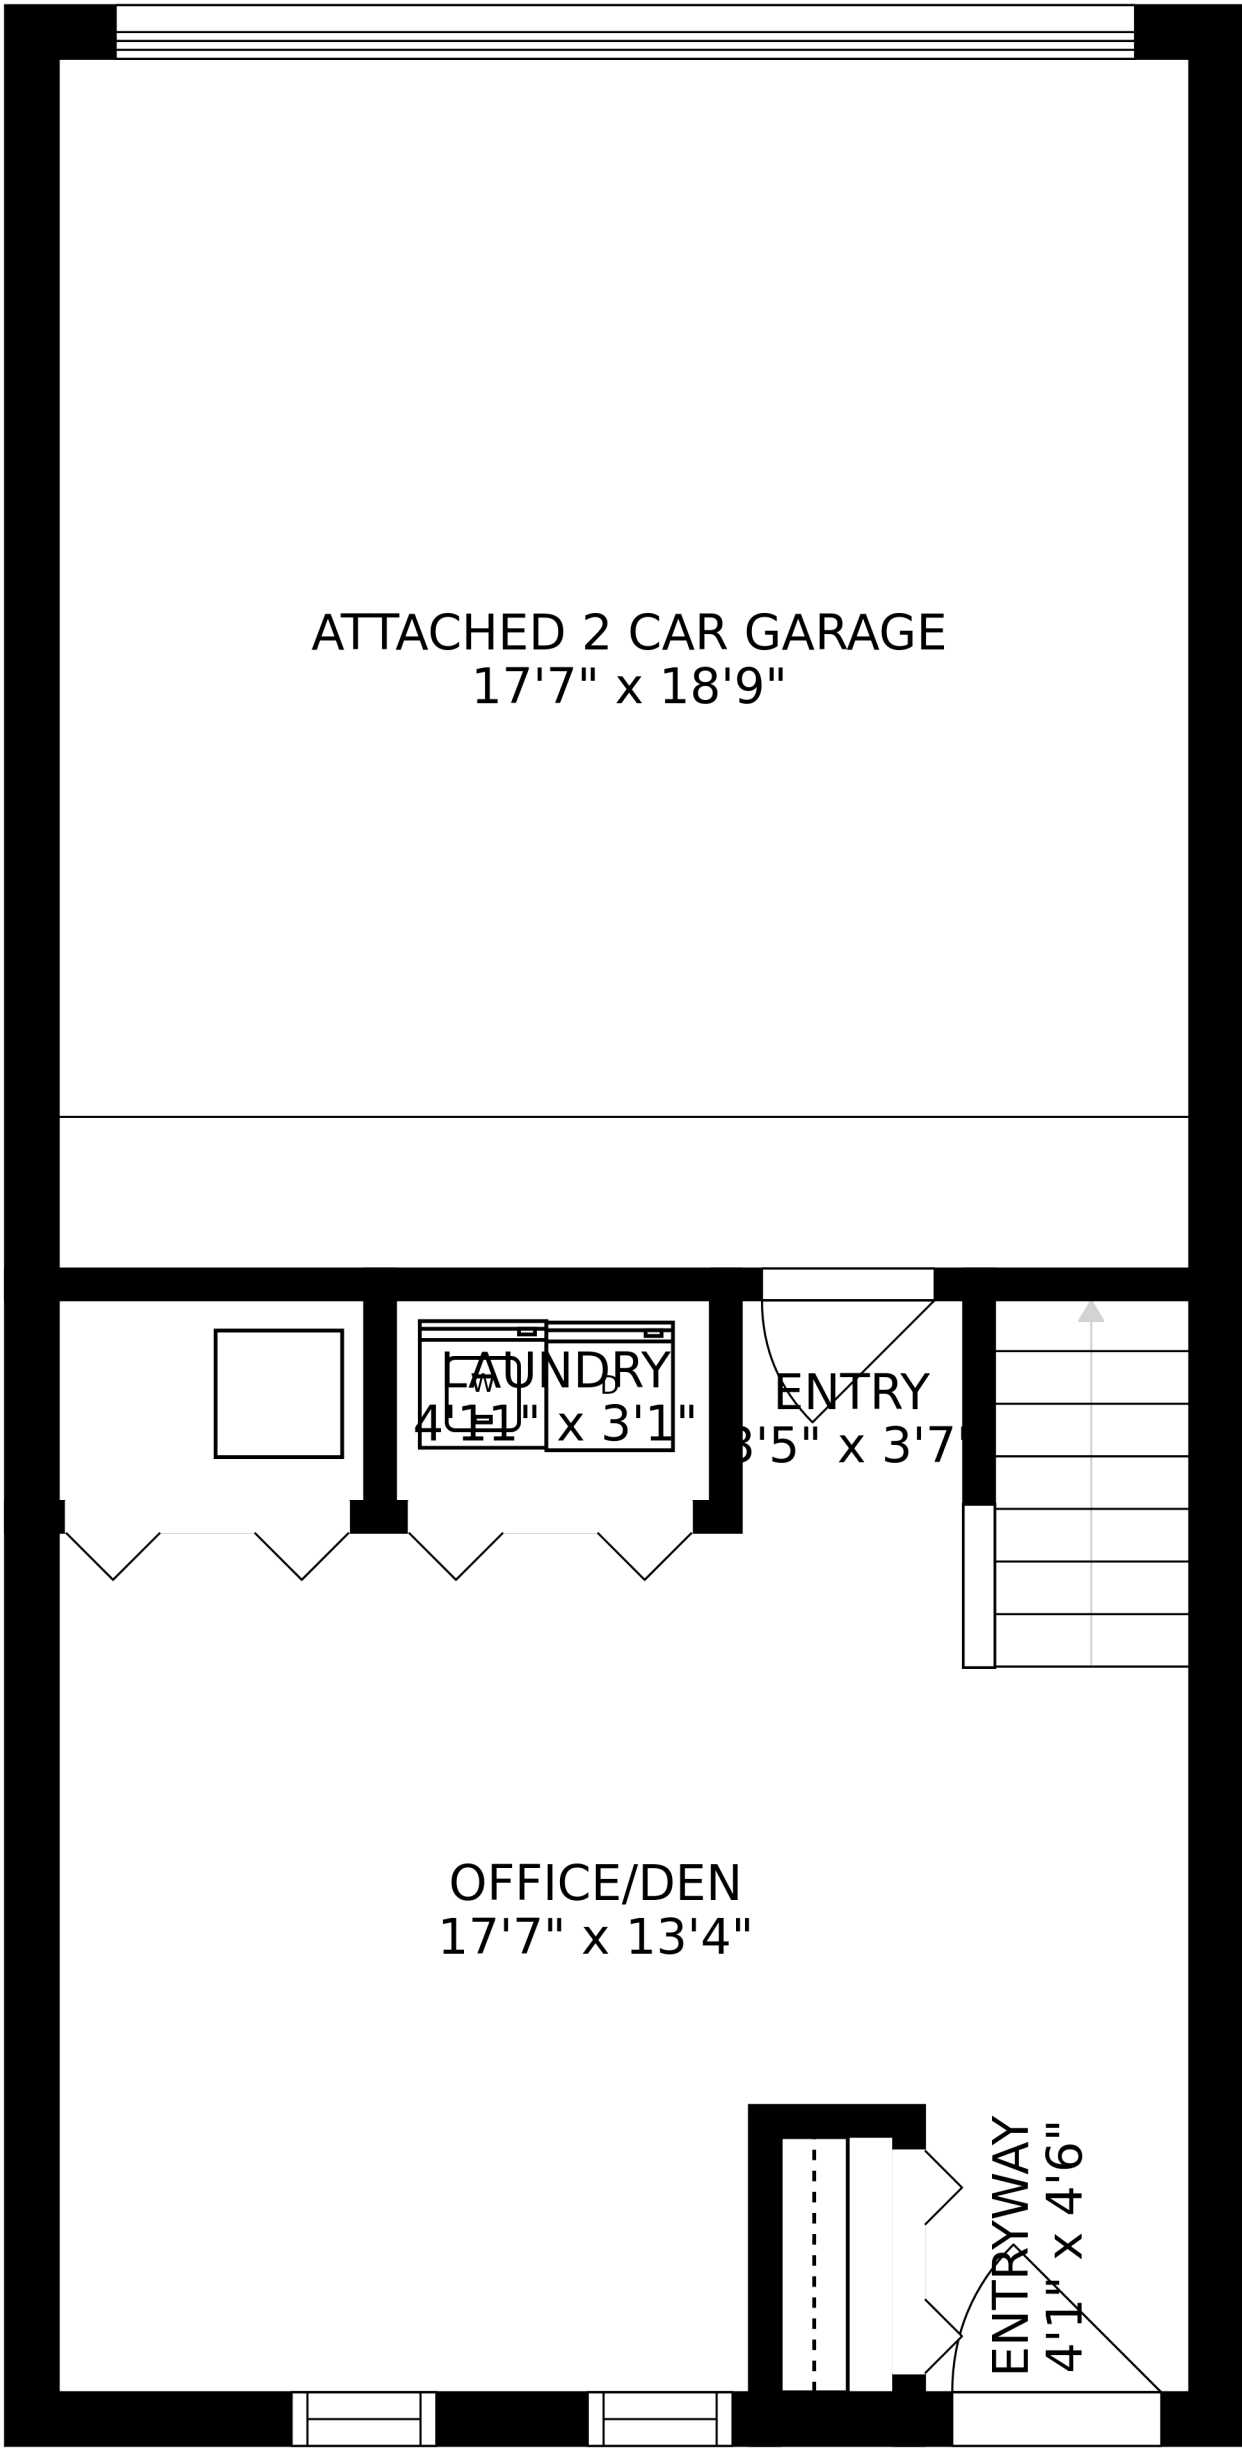 ATTACHED 2 CAR GARAGE
17'7" x 18'9"
LAUNDRY
W
D
4'11" x 3'1"
ENTRY
3'5" x 3'7"
OFFICE/DEN
17'7" x 13'4"
ENTRYWAY
4'1" x 4'6"